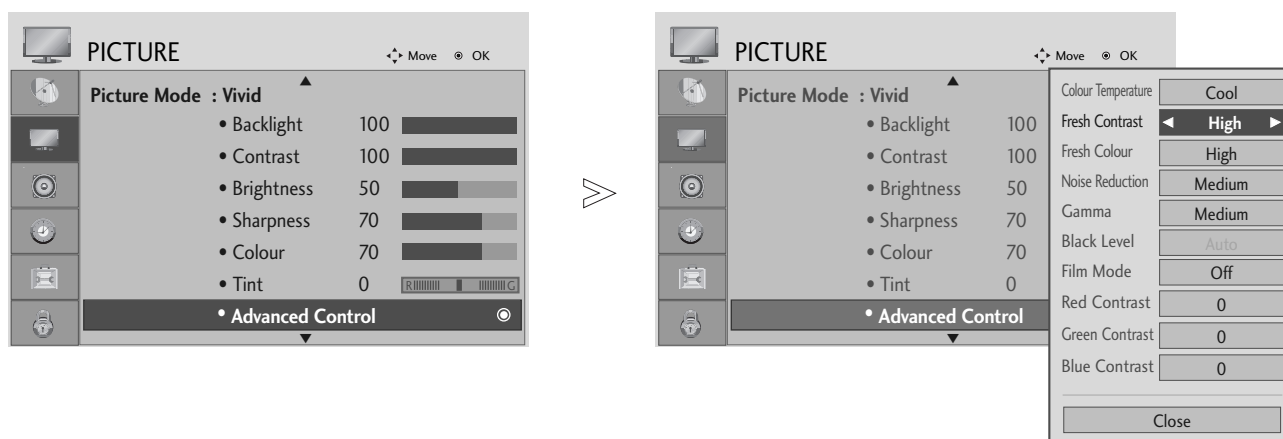 PICTURE
Move OK
Picture Mode : Vivid
• Backlight 100
• Contrast 100
• Brightness 50
• Sharpness 70
• Colour 70
• Tint 0 R G
• Advanced Control
PICTURE
Move OK
Picture Mode : Vivid
• Backlight 100
• Contrast 100
• Brightness 50
• Sharpness 70
• Colour 70
• Tint 0
• Advanced Control
Colour Temperature Cool
Fresh Contrast ◀ High ▶
Fresh Colour High
Noise Reduction Medium
Gamma Medium
Black Level Auto
Film Mode Off
Red Contrast 0
Green Contrast 0
Blue Contrast 0
Close